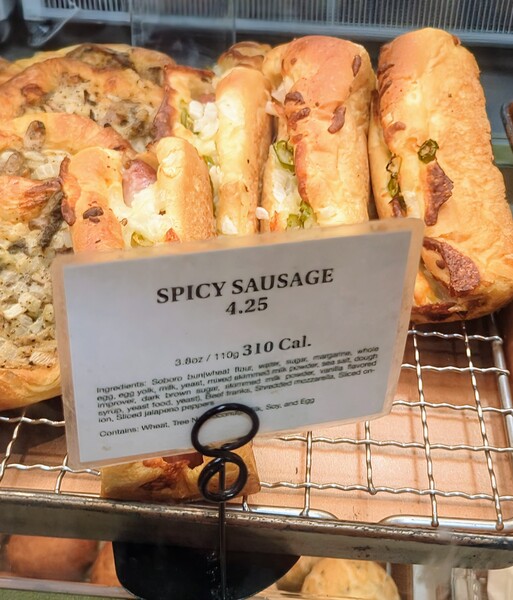 SPICY SAUSAGE
4.25
3.8oz / 110g 310 Cal.
Ingredients: Soboro bun(wheat flour, water, sugar, margarine, whole
egg, egg yolk, milk, yeast, mixed skimmed milk powder, sea salt, dough
improver, dark brown sugar, skimmed milk powder, vanilla flavored
syrup, yeast food, yeast), Beef franks, Shredded mozzarella, Sliced on-
ion, Sliced jalapeno peppers
Contains: Wheat, Tree Soy, and Egg